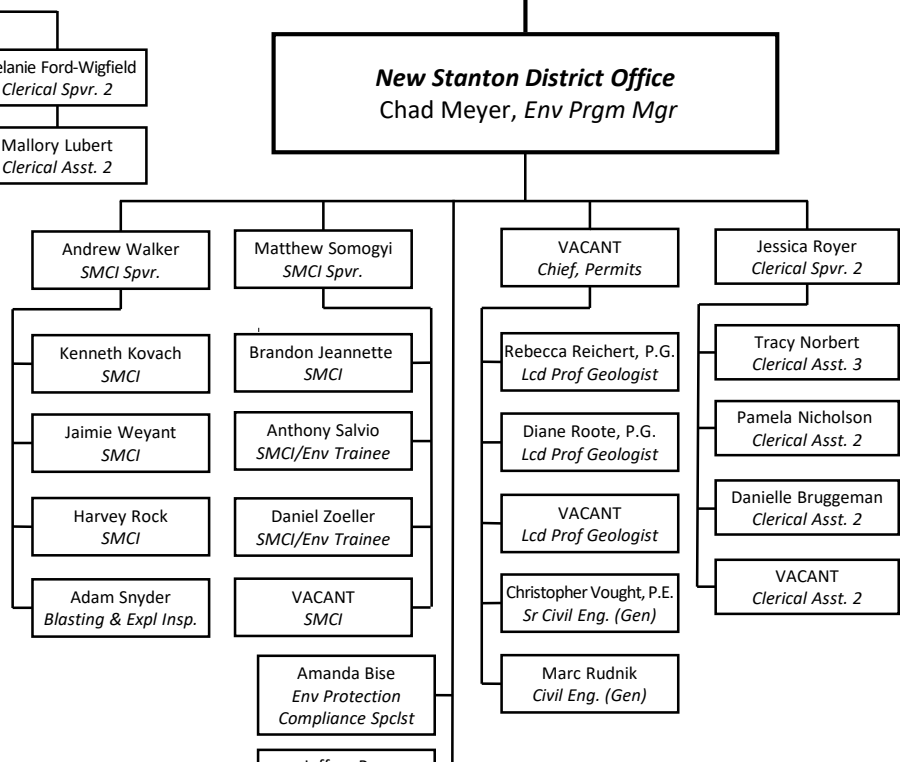 Clerical Spvr. 2
Mallory Lubert
Clerical Asst. 2
New Stanton District Office
Chad Meyer, Env Prgm Mgr
Andrew Walker
SMCI Spvr.
Kenneth Kovach
SMCI
Jaimie Weyant
SMCI
Harvey Rock
SMCI
Adam Snyder
Blasting & Expl Insp.
Matthew Somogyi
SMCI Spvr.
Brandon Jeannette
SMCI
Anthony Salvio
SMCI/Env Trainee
Daniel Zoeller
SMCI/Env Trainee
VACANT
SMCI
Amanda Bise
Env Protection
Compliance Spclst
VACANT
Chief, Permits
Rebecca Reichert, P.G.
Lcd Prof Geologist
Diane Roote, P.G.
Lcd Prof Geologist
VACANT
Lcd Prof Geologist
Christopher Vought, P.E.
Sr Civil Eng. (Gen)
Marc Rudnik
Civil Eng. (Gen)
Jessica Royer
Clerical Spvr. 2
Tracy Norbert
Clerical Asst. 3
Pamela Nicholson
Clerical Asst. 2
Danielle Bruggeman
Clerical Asst. 2
VACANT
Clerical Asst. 2